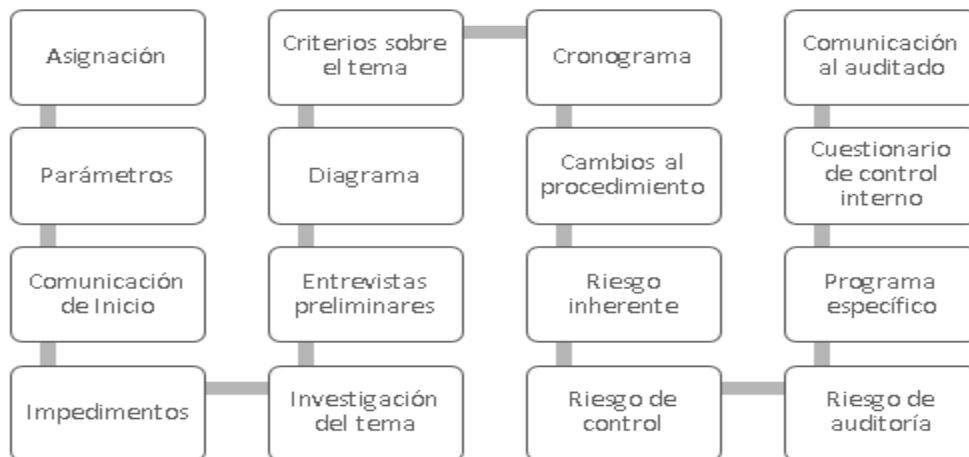 Asignación
Parámetros
Comunicación
de Inicio
Impedimentos
Investigación
del tema
Entrevistas
preliminares
Diagrama
Criterios sobre
el tema
Cronograma
Cambios al
procedimiento
Riesgo
inherente
Riesgo de
control
Riesgo de
auditoría
Programa
específico
Cuestionario
de control
interno
Comunicación
al auditado